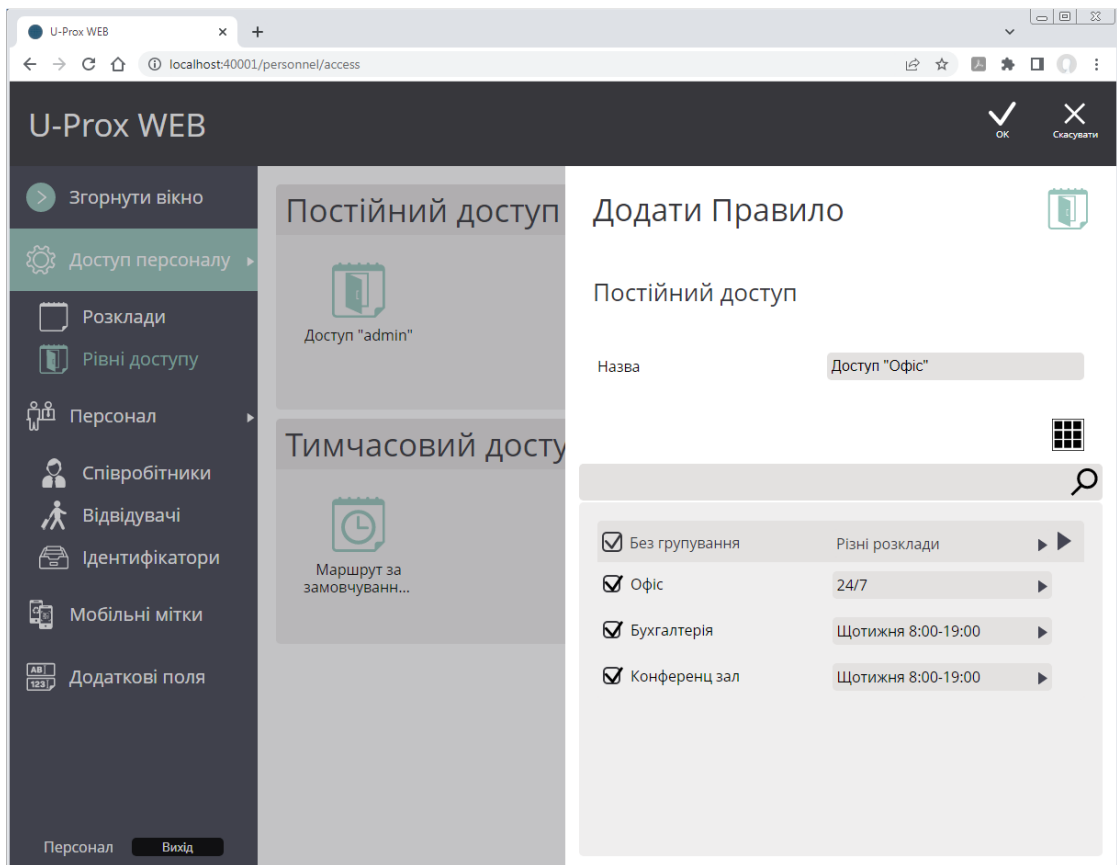 U-Prox WEB
localhost:40001/personnel/access
U-Prox WEB
ОК
Скасувати
Згорнути вікно
Доступ персоналу
Розклади
Рівні доступу
Персонал
Співробітники
Відвідувачі
Ідентифікатори
Мобільні мітки
AB
123
Додаткові поля
Персонал Вихід
Постійний доступ
Доступ "admin"
Тимчасовий досту
Маршрут за
замовчуванн...
Додати Правило
Постійний доступ
Назва Доступ "Офіс"
Без групування Різні розклади
Офіс 24/7
Бухгалтерія Щотижня 8:00-19:00
Конференц зал Щотижня 8:00-19:00